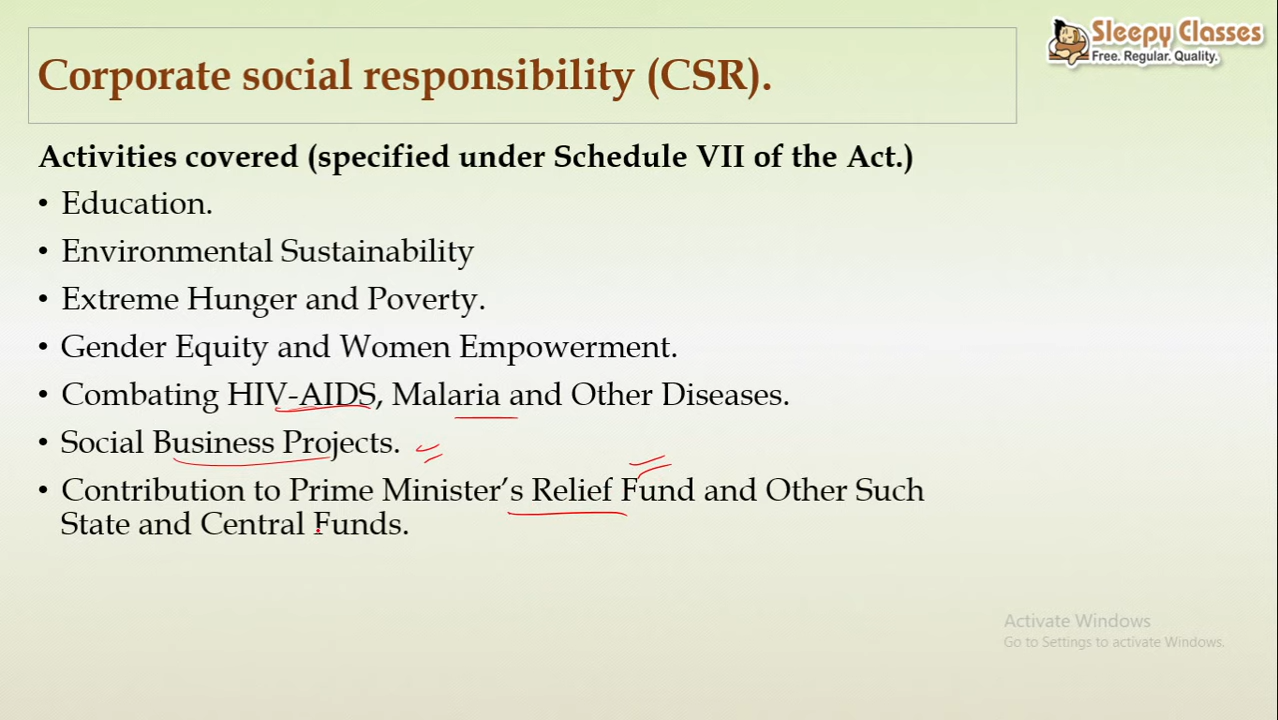 Sleepy Classes
Free. Regular. Quality.
Corporate social responsibility (CSR).
Activities covered (specified under Schedule VII of the Act.)
• Education.
• Environmental Sustainability
• Extreme Hunger and Poverty.
• Gender Equity and Women Empowerment.
• Combating HIV-AIDS, Malaria and Other Diseases.
• Social Business Projects.
• Contribution to Prime Minister’s Relief Fund and Other Such
State and Central Funds.
Activate Windows
Go to Settings to activate Windows.